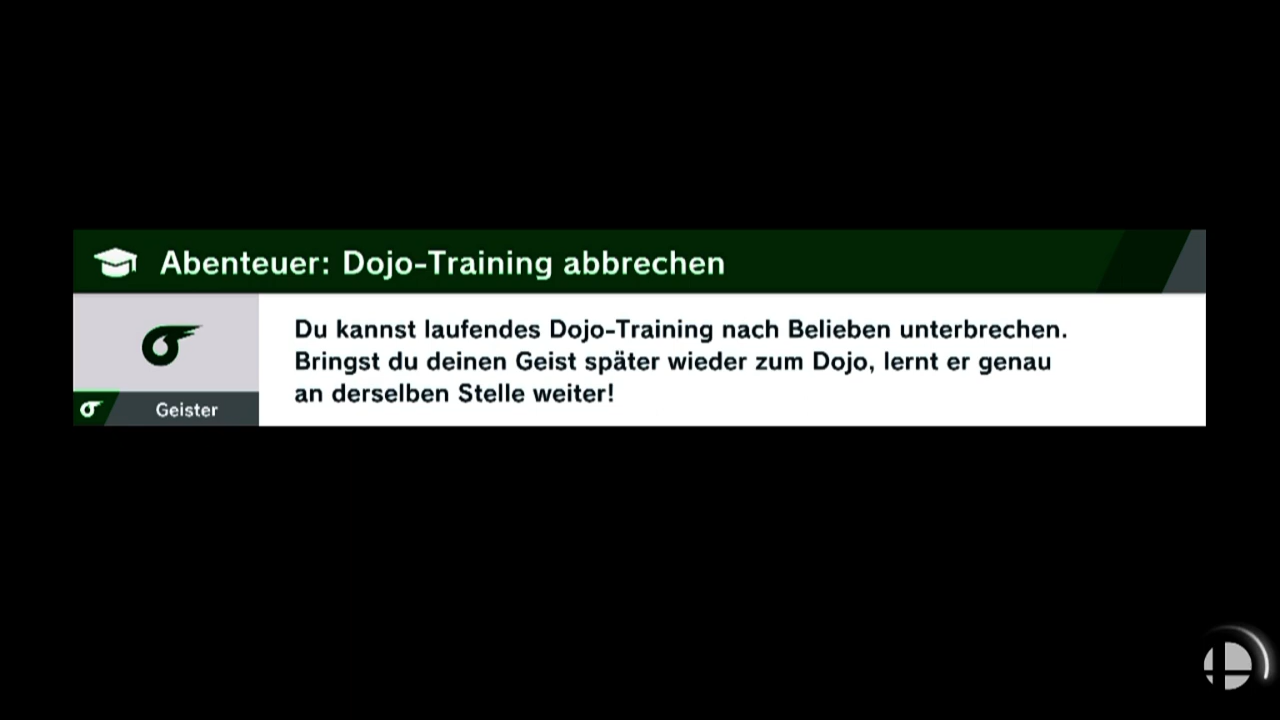 Abenteuer: Dojo-Training abbrechen
Du kannst laufendes Dojo-Training nach Belieben unterbrechen.
Bringst du deinen Geist später wieder zum Dojo, lernt er genau
an derselben Stelle weiter!
Geister